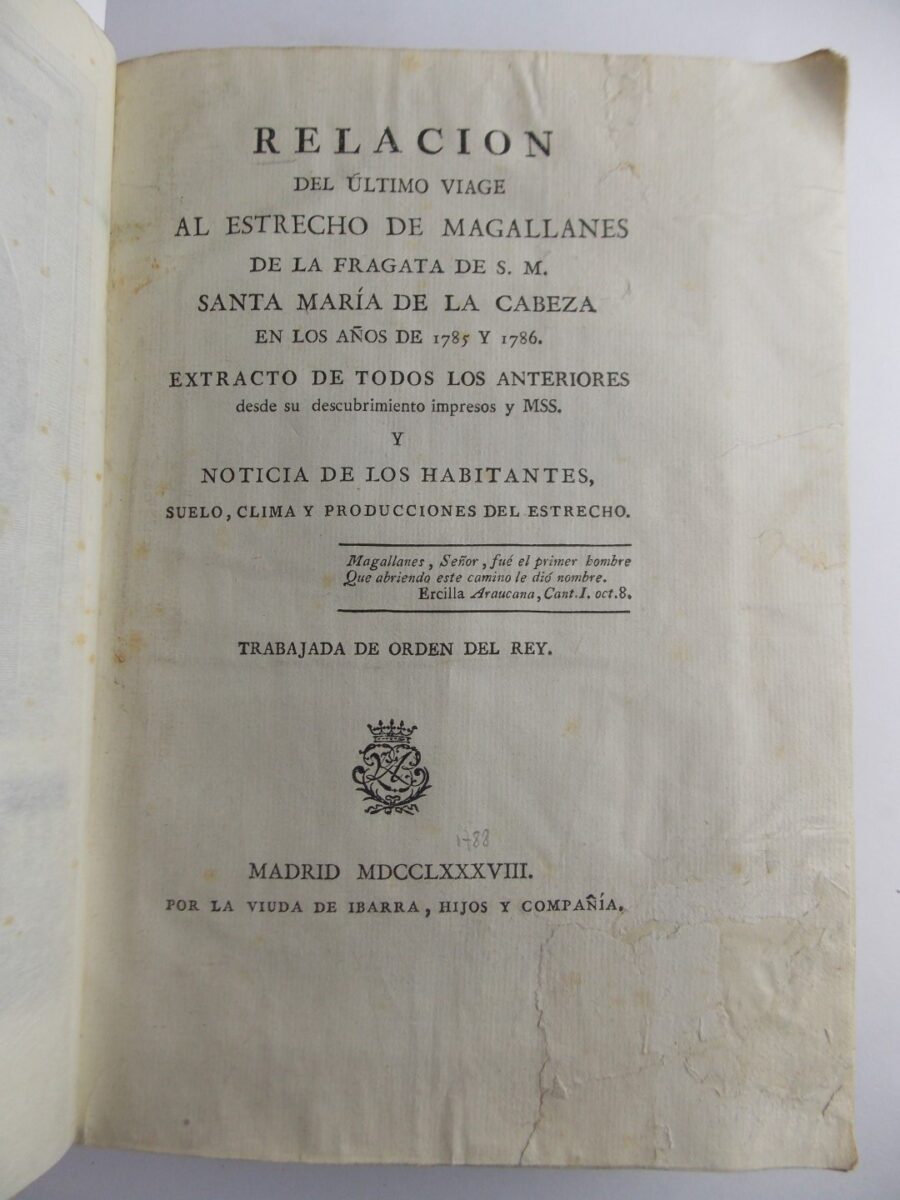 RELACION
DEL ÚLTIMO VIAGE
AL ESTRECHO DE MAGALLANES
DE LA FRAGATA DE S. M.
SANTA MARÍA DE LA CABEZA
EN LOS AÑOS DE 1785 Y 1786.
EXTRACTO DE TODOS LOS ANTERIORES
desde su descubrimiento impresos y MSS.
Y
NOTICIA DE LOS HABITANTES,
SUELO, CLIMA Y PRODUCCIONES DEL ESTRECHO.
Magallanes, Señor, fué el primer hombre
Que abriendo este camino le dió nombre.
Ercilla Araucana, Cant. I. oct. 8.
TRABAJADA DE ORDEN DEL REY.
1788
MADRID MDCCLXXXVIII.
POR LA VIUDA DE IBARRA, HIJOS Y COMPAÑÍA.